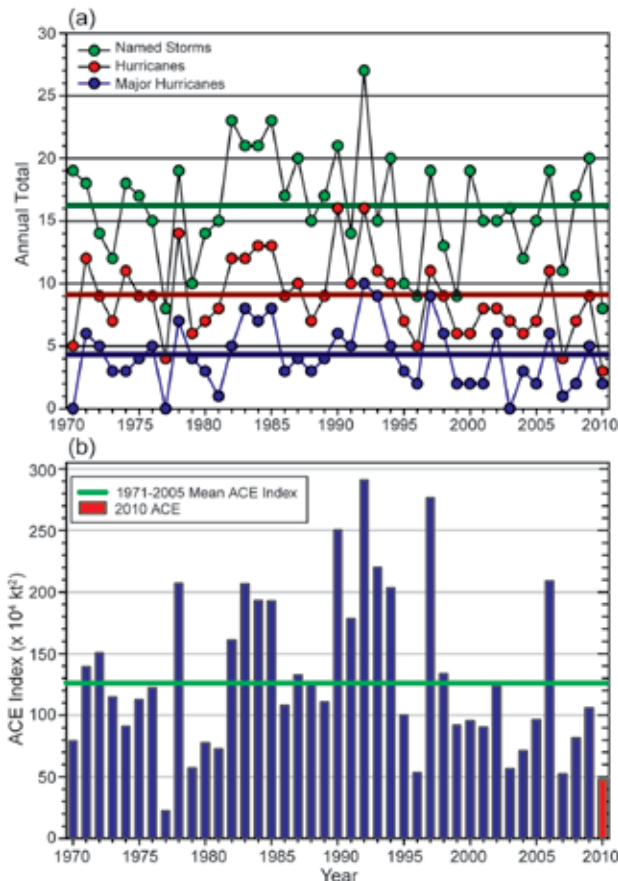 (a)
30
25
20
15
10
5
0
Annual Total
Named Storms
Hurricanes
Major Hurricanes
1970 1975 1980 1985 1990 1995 2000 2005 2010
(b)
300
250
200
150
100
50
0
ACE Index (x 10⁴ kt²)
1971-2005 Mean ACE Index
2010 ACE
1970 1975 1980 1985 1990 1995 2000 2005 2010
Year